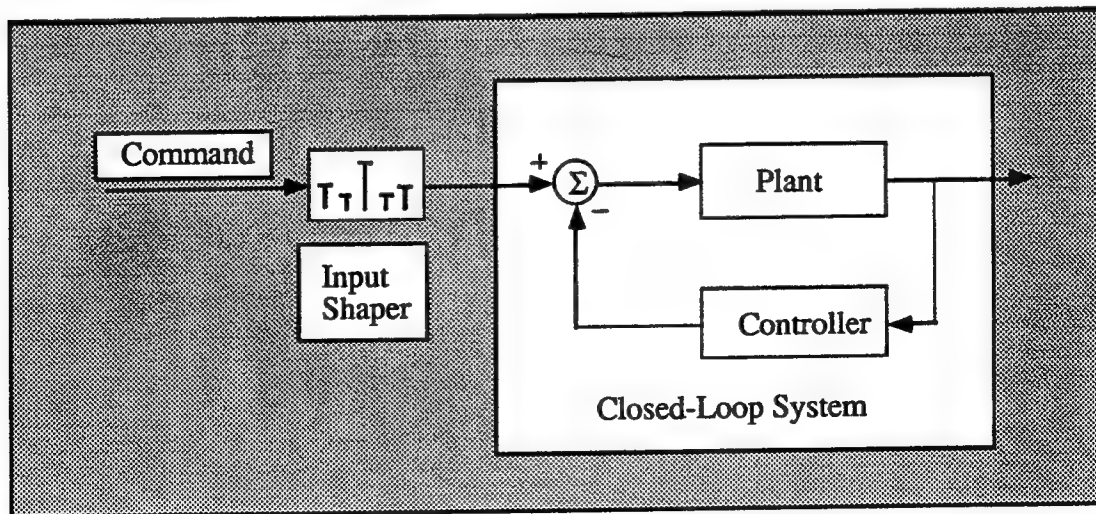 Command
Input
Shaper
+
Σ
−
Plant
Controller
Closed-Loop System